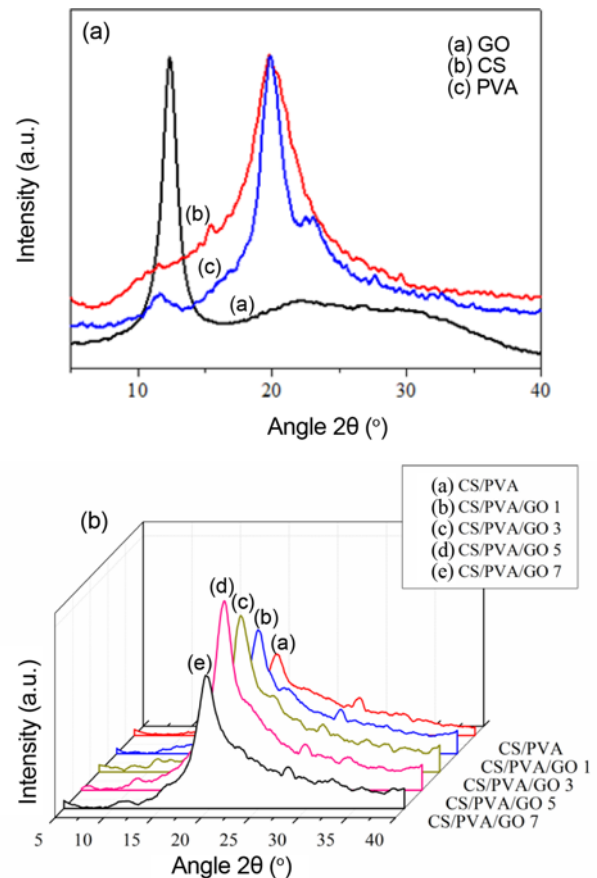 (a)
(a) GO
(b) CS
(c) PVA
(b)
(c)
(a)
Intensity (a.u.)
10 20 30 40
Angle 2θ (°)
(b)
(a) CS/PVA
(b) CS/PVA/GO 1
(c) CS/PVA/GO 3
(d) CS/PVA/GO 5
(e) CS/PVA/GO 7
(d)
(c)
(b)
(a)
(e)
Intensity (a.u.)
CS/PVA
CS/PVA/GO 1
CS/PVA/GO 3
CS/PVA/GO 5
CS/PVA/GO 7
5 10 15 20 25 30 35 40
Angle 2θ (°)